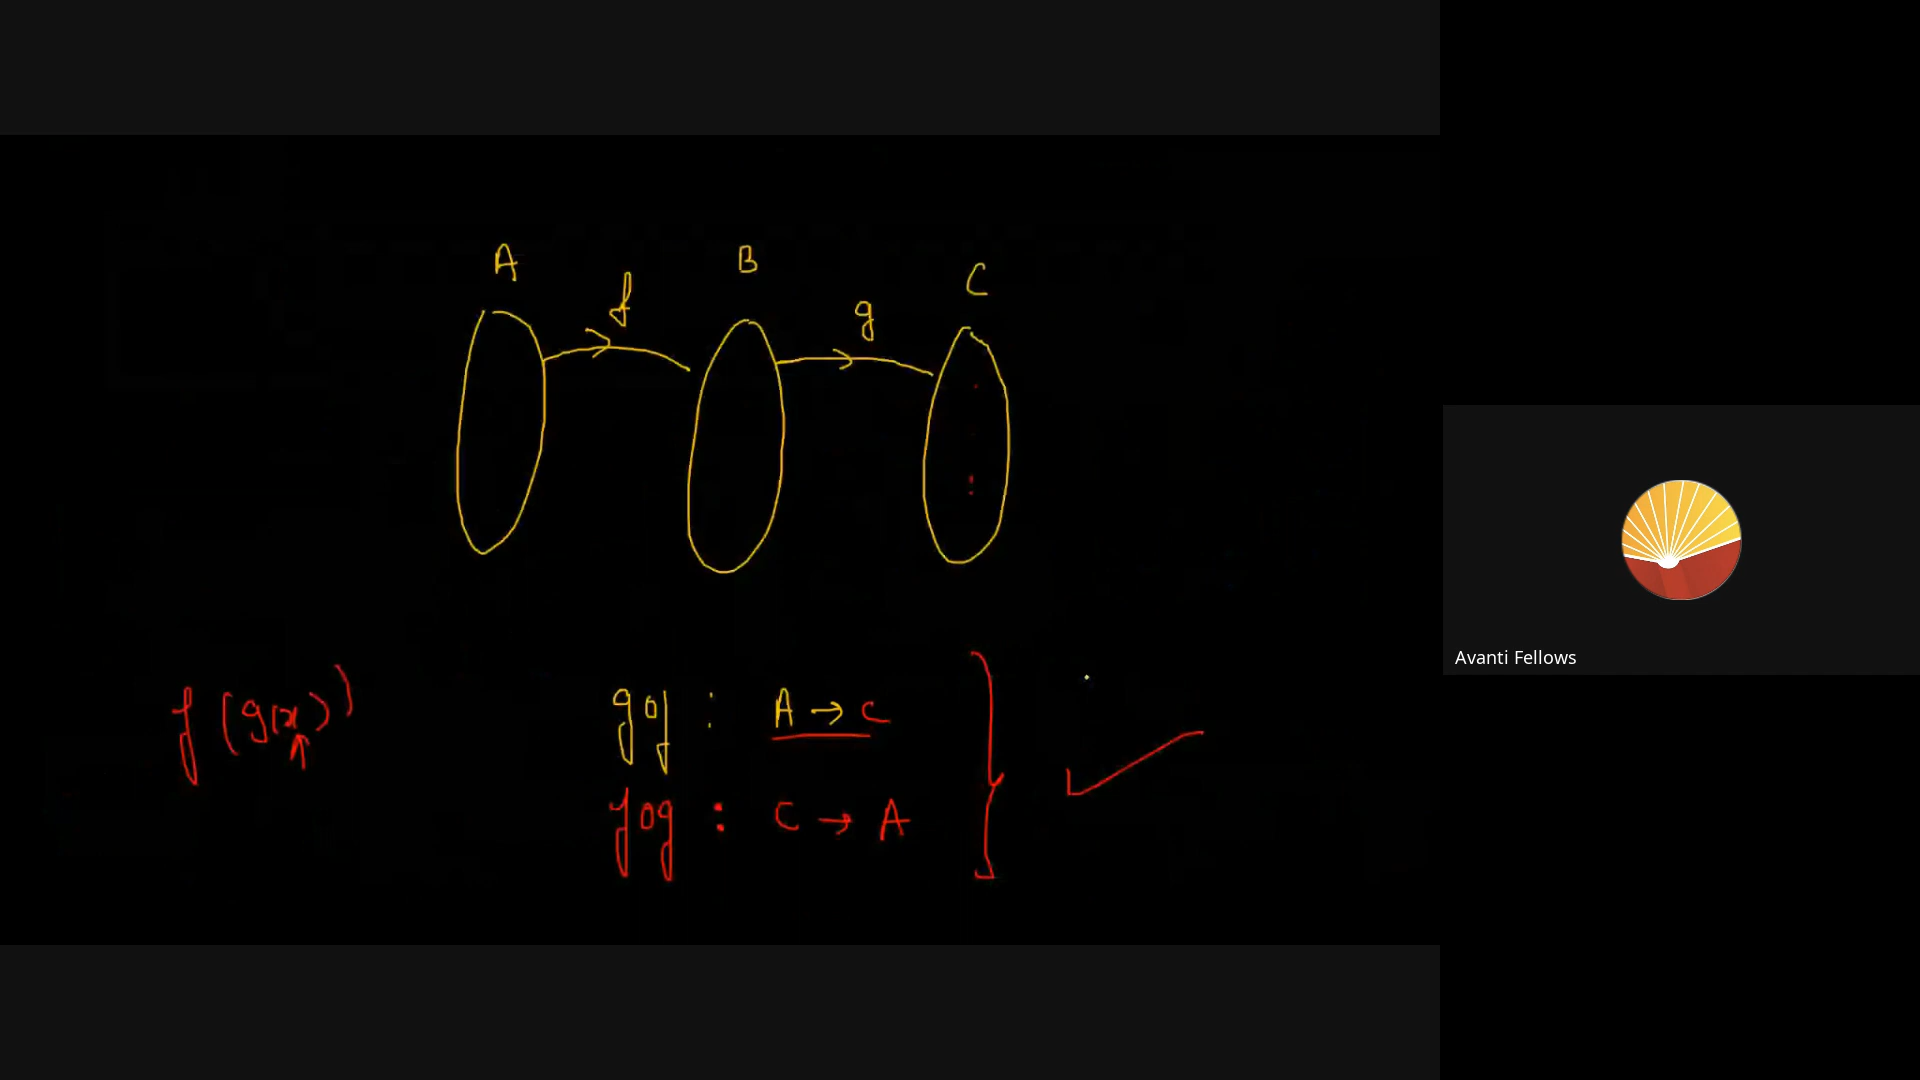 A B C
f g
f(g(x)) gof : A → C
fog : C → A
Avanti Fellows